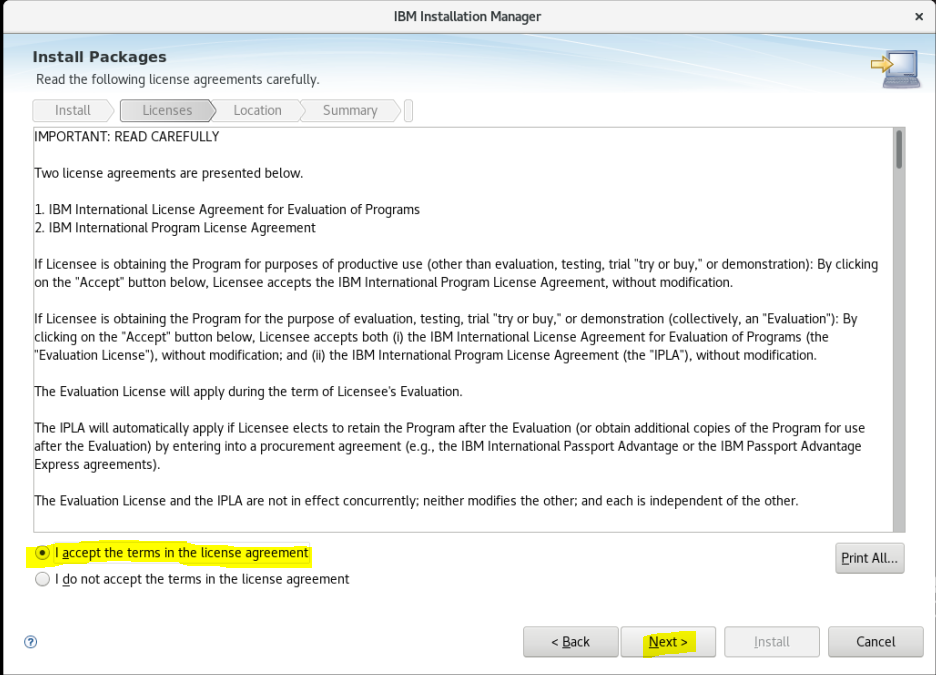 IBM Installation Manager
Install Packages
Read the following license agreements carefully.
Install
Licenses
Location
Summary
IMPORTANT: READ CAREFULLY
Two license agreements are presented below.
1. IBM International License Agreement for Evaluation of Programs
2. IBM International Program License Agreement
If Licensee is obtaining the Program for purposes of productive use (other than evaluation, testing, trial "try or buy," or demonstration): By clicking
on the "Accept" button below, Licensee accepts the IBM International Program License Agreement, without modification.
If Licensee is obtaining the Program for the purpose of evaluation, testing, trial "try or buy," or demonstration (collectively, an "Evaluation"): By
clicking on the "Accept" button below, Licensee accepts both (i) the IBM International License Agreement for Evaluation of Programs (the
"Evaluation License"), without modification; and (ii) the IBM International Program License Agreement (the "IPLA"), without modification.
The Evaluation License will apply during the term of Licensee's Evaluation.
The IPLA will automatically apply if Licensee elects to retain the Program after the Evaluation (or obtain additional copies of the Program for use
after the Evaluation) by entering into a procurement agreement (e.g., the IBM International Passport Advantage or the IBM Passport Advantage
Express agreements).
The Evaluation License and the IPLA are not in effect concurrently; neither modifies the other; and each is independent of the other.
I accept the terms in the license agreement
Print All...
I do not accept the terms in the license agreement
?
< Back
Next >
Install
Cancel